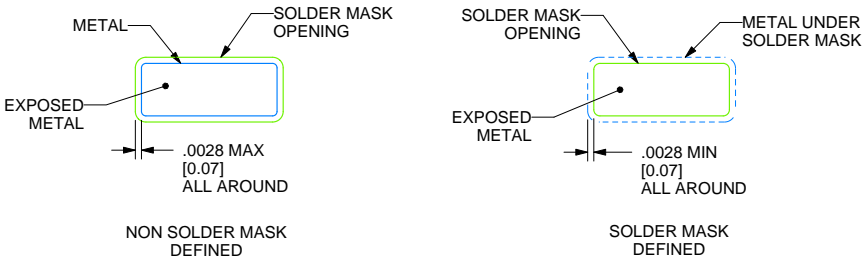 METAL
SOLDER MASK
OPENING
EXPOSED
METAL
.0028 MAX
[0.07]
ALL AROUND
NON SOLDER MASK
DEFINED
SOLDER MASK
OPENING
METAL UNDER
SOLDER MASK
EXPOSED
METAL
.0028 MIN
[0.07]
ALL AROUND
SOLDER MASK
DEFINED